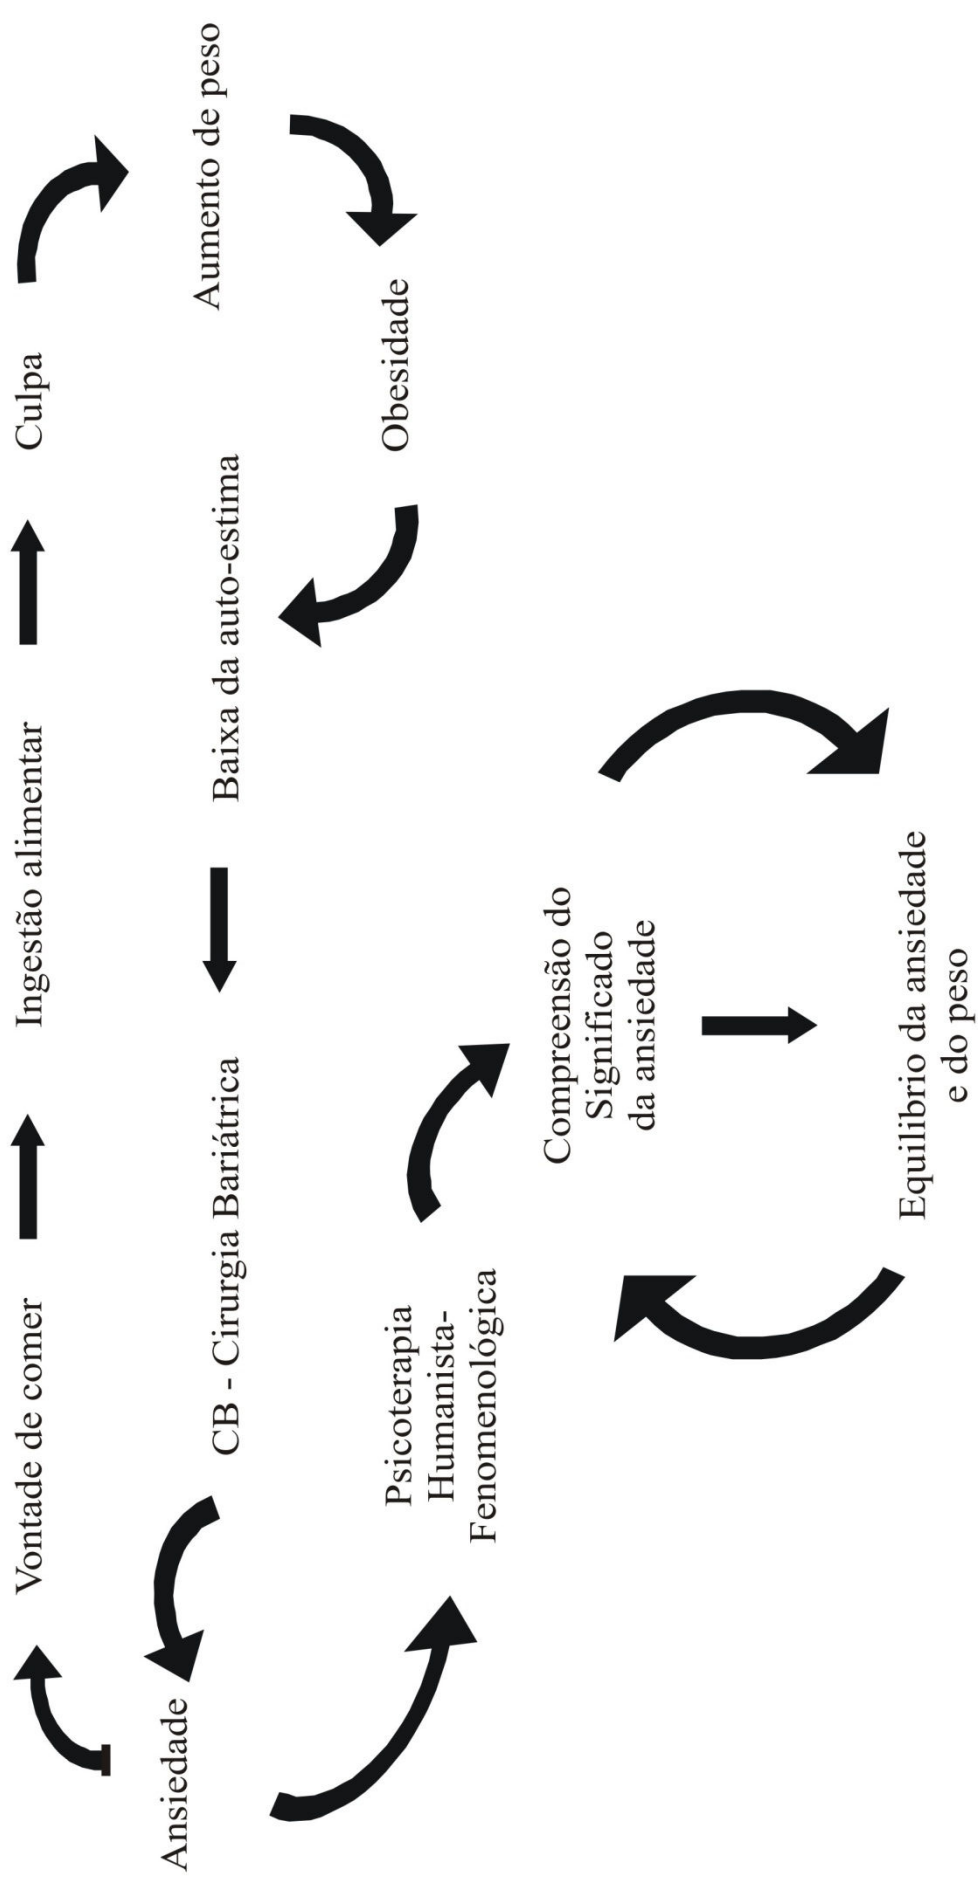 Vontade de comer
Ingestão alimentar
Culpa
Ansiedade
CB - Cirurgia Bariátrica
Baixa da auto-estima
Aumento de peso
Obesidade
Psicoterapia
Humanista-
Fenomenológica
Compreensão do
Significado
da ansiedade
Equilibrio da ansiedade
e do peso